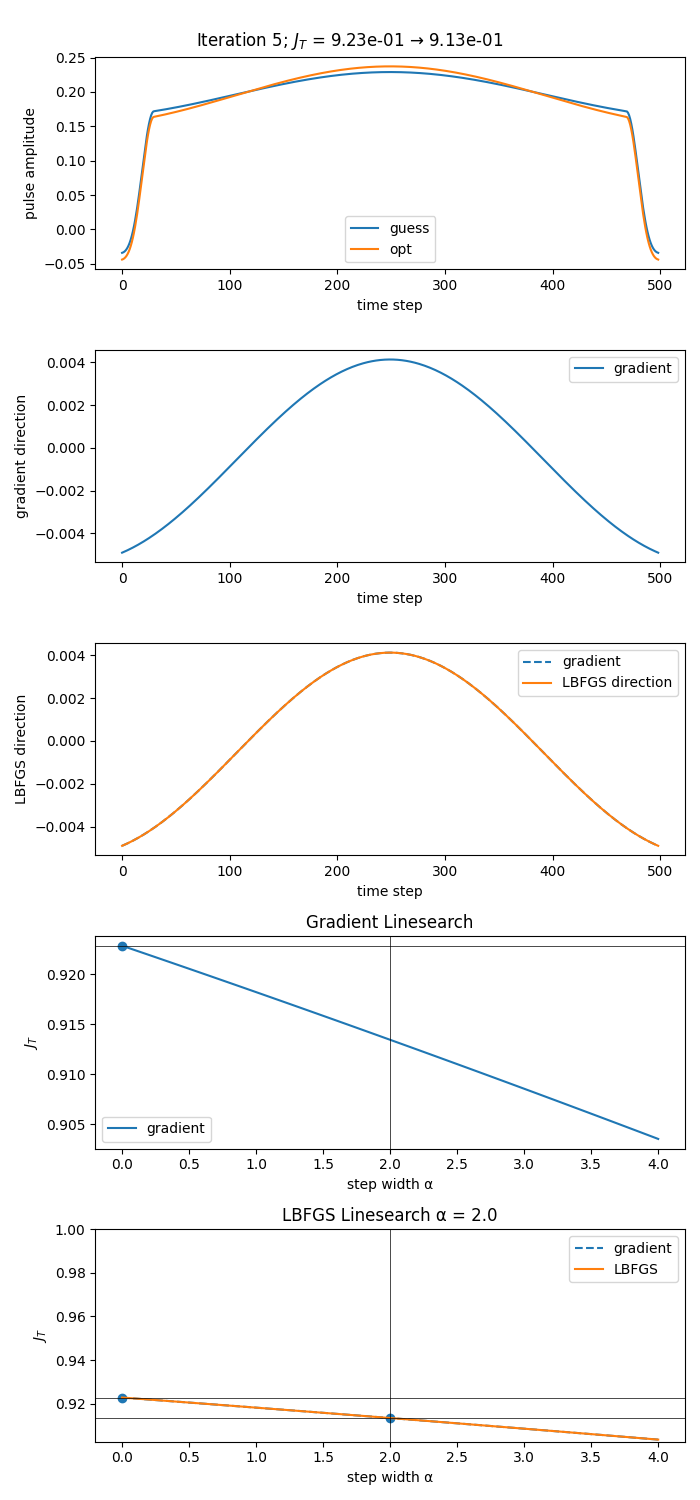 Iteration 5; J_T = 9.23e-01 → 9.13e-01
0.25
0.20
0.15
0.10
0.05
0.00
−0.05
pulse amplitude
guess
opt
0 100 200 300 400 500
time step
0.004
0.002
0.000
−0.002
−0.004
gradient direction
gradient
0 100 200 300 400 500
time step
0.004
0.002
0.000
−0.002
−0.004
LBFGS direction
gradient
LBFGS direction
0 100 200 300 400 500
time step
Gradient Linesearch
0.920
0.915
0.910
0.905
J_T
gradient
0.0 0.5 1.0 1.5 2.0 2.5 3.0 3.5 4.0
step width α
LBFGS Linesearch α = 2.0
1.00
0.98
0.96
0.94
0.92
J_T
gradient
LBFGS
0.0 0.5 1.0 1.5 2.0 2.5 3.0 3.5 4.0
step width α